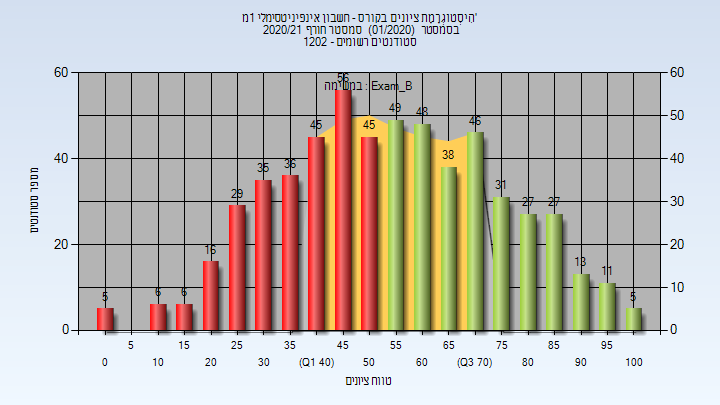 היסטוגרמת ציונים בקורס - חשבון אינפיניטסימלי 1מ'
בסמסטר (01/2020) סמסטר חורף 2020/21
סטודנטים רשומים - 1202
במשימה : Exam_B
מספר סטודנטים
60
40
20
0
60
50
40
30
20
10
0
5 6 6 16 29 35 36 45 56 45 49 48 38 46 31 27 27 13 11 5
5 15 25 35 45 55 65 75 85 95
0 10 20 30 (Q1 40) 50 60 (Q3 70) 80 90 100
טווח ציונים